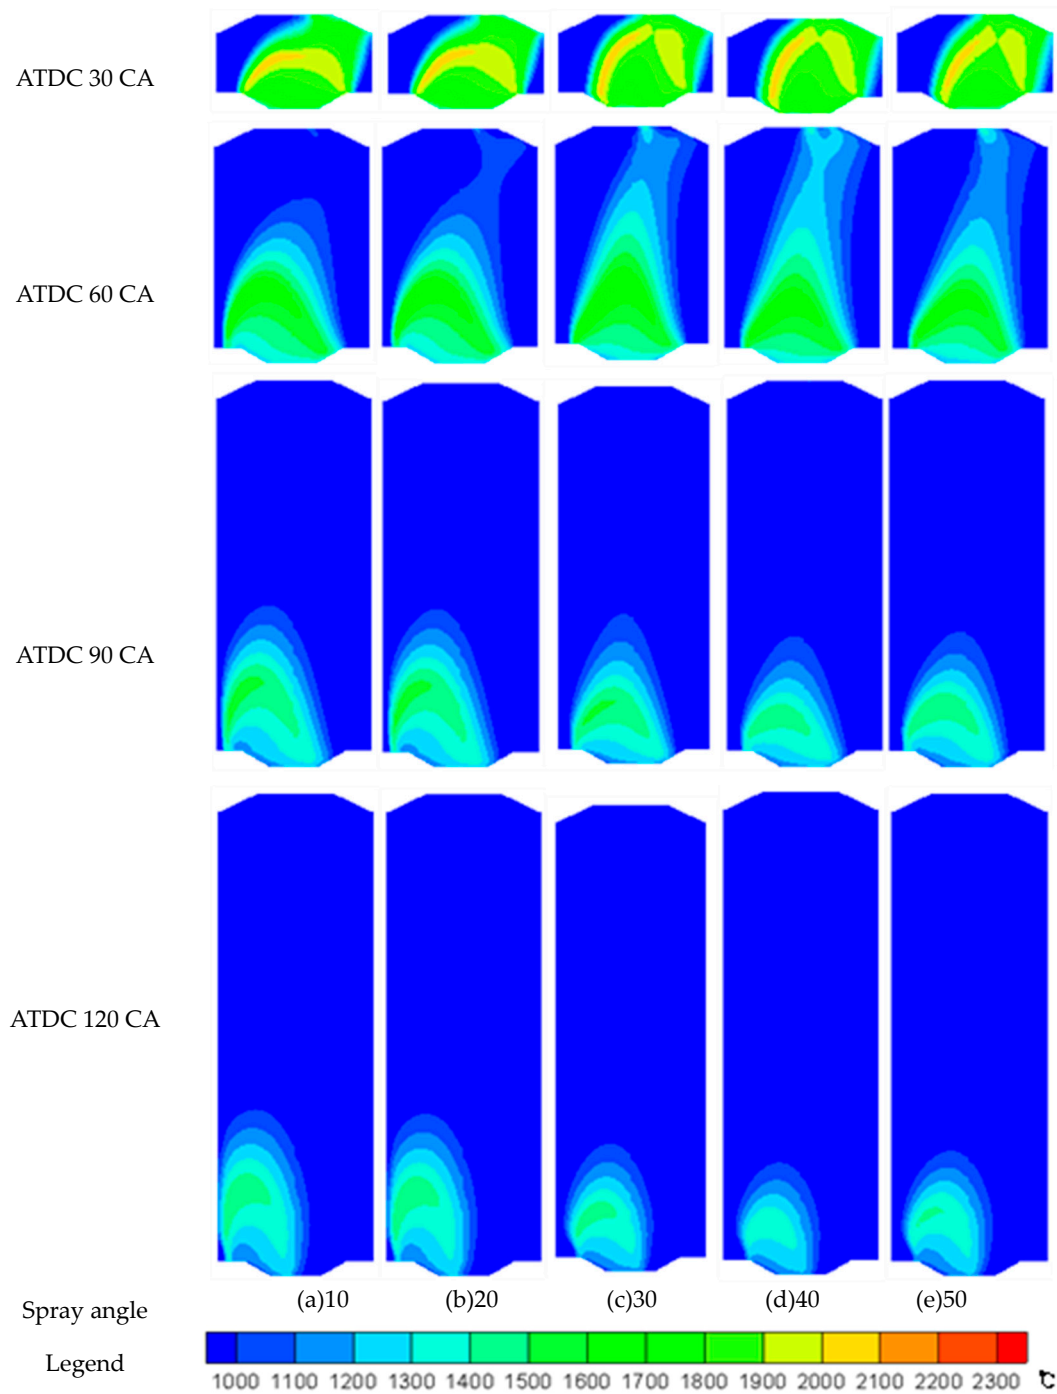 ATDC 30 CA
ATDC 60 CA
ATDC 90 CA
ATDC 120 CA
Spray angle
(a)10 (b)20 (c)30 (d)40 (e)50
Legend
1000 1100 1200 1300 1400 1500 1600 1700 1800 1900 2000 2100 2200 2300 ℃